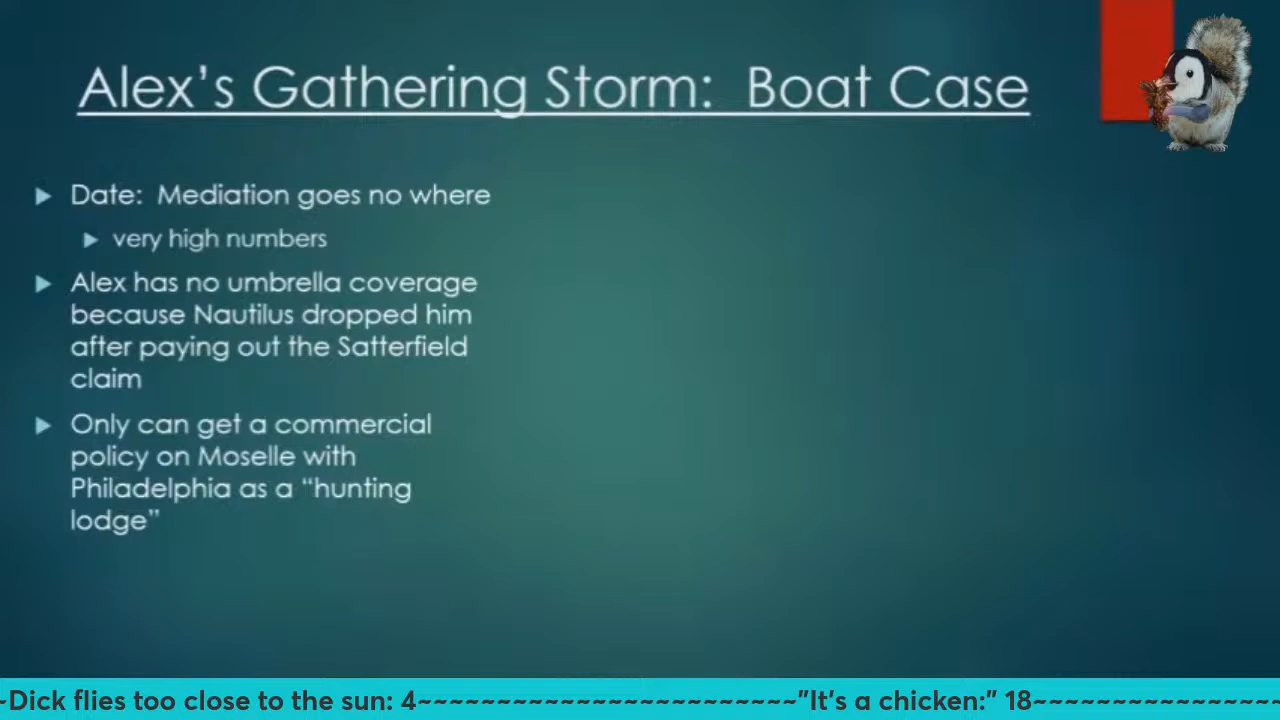 Alex’s Gathering Storm:  Boat Case
Date:  Mediation goes no where
very high numbers
Alex has no umbrella coverage
because Nautilus dropped him
after paying out the Satterfield
claim
Only can get a commercial
policy on Moselle with
Philadelphia as a “hunting
lodge”
~Dick flies too close to the sun: 4~~~~~~~~~~~~~~~~~~~~~~~~"It's a chicken:" 18~~~~~~~~~~~~~~~~